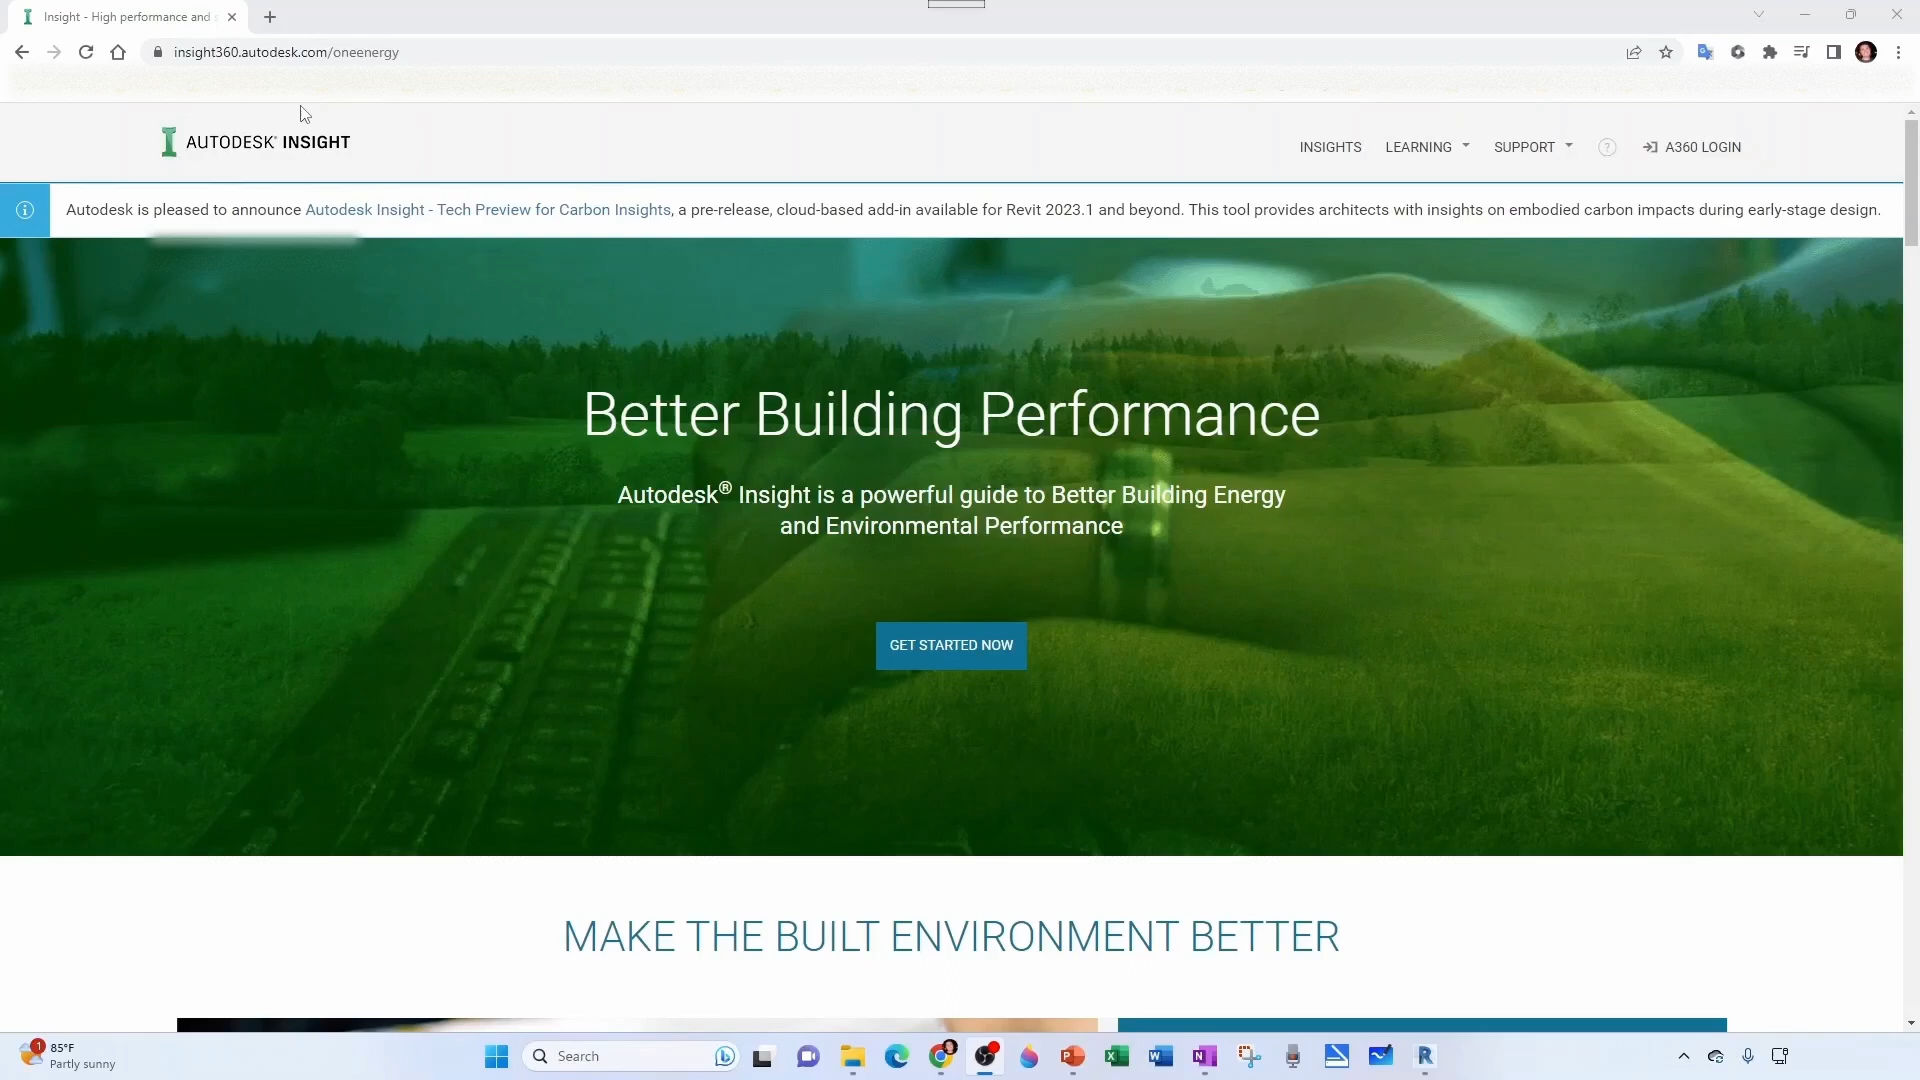 Insight - High performance and s
insight360.autodesk.com/oneenergy
AUTODESK® INSIGHT
INSIGHTS LEARNING SUPPORT ? A360 LOGIN
Autodesk is pleased to announce Autodesk Insight - Tech Preview for Carbon Insights, a pre-release, cloud-based add-in available for Revit 2023.1 and beyond. This tool provides architects with insights on embodied carbon impacts during early-stage design.
Better Building Performance
Autodesk® Insight is a powerful guide to Better Building Energy
and Environmental Performance
GET STARTED NOW
MAKE THE BUILT ENVIRONMENT BETTER
1 85°F
Partly sunny
Search